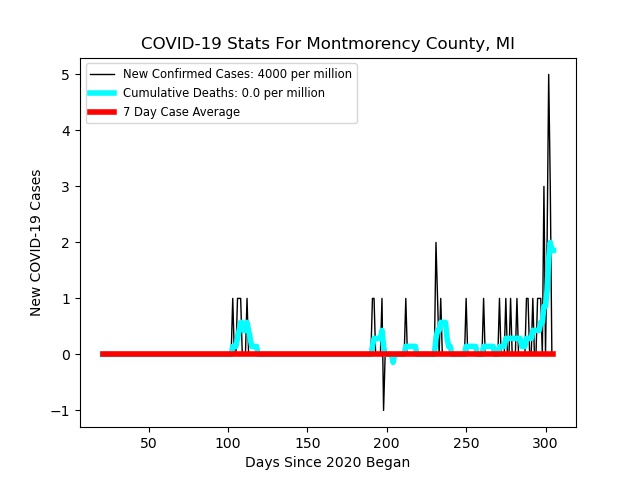 COVID-19 Stats For Montmorency County, MI
New Confirmed Cases: 4000 per million
Cumulative Deaths: 0.0 per million
7 Day Case Average
New COVID-19 Cases
5
4
3
2
1
0
−1
50 100 150 200 250 300
Days Since 2020 Began